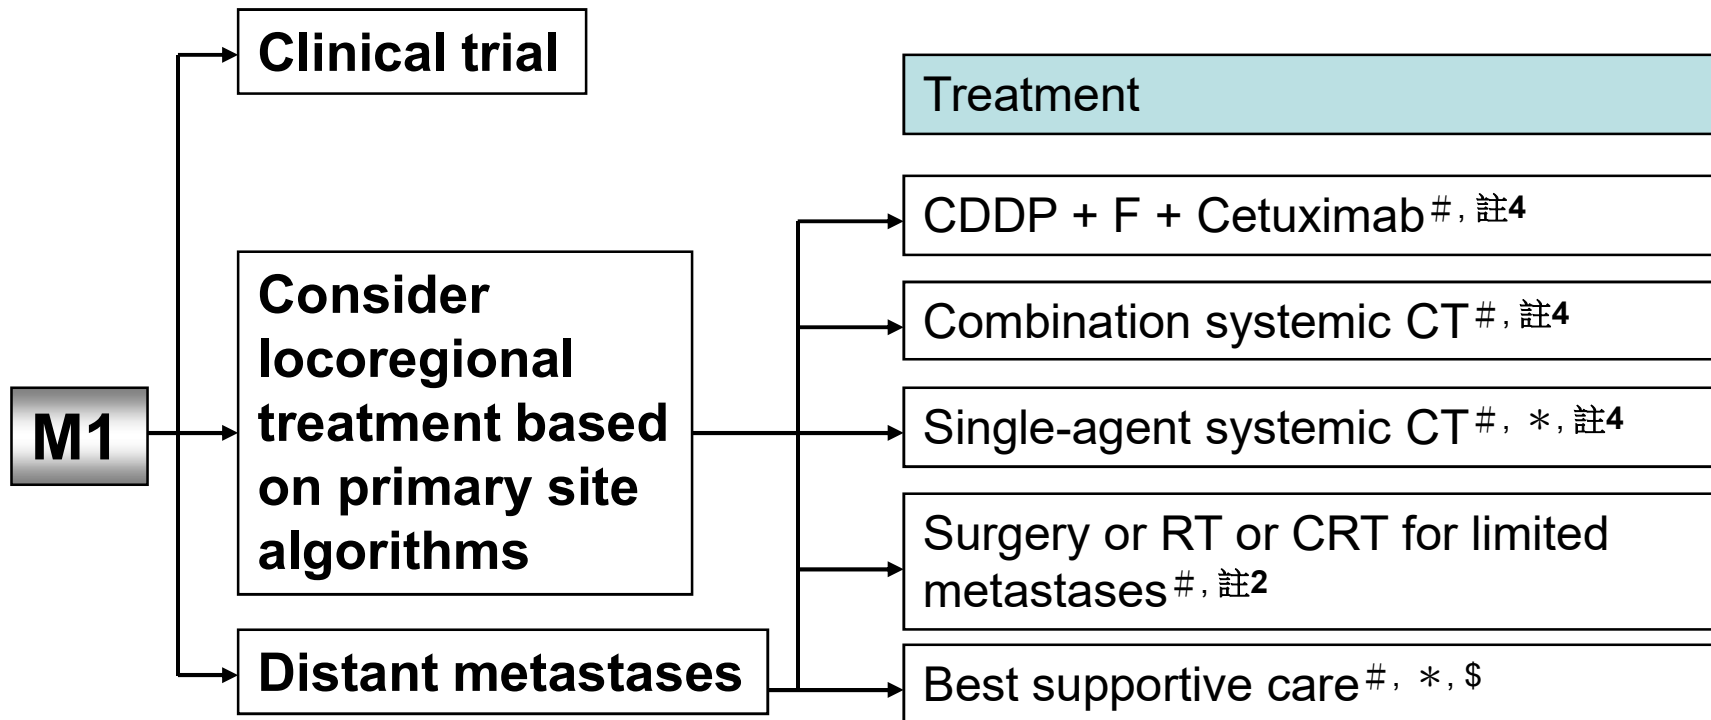 Clinical trial
Treatment
CDDP + F + Cetuximab#, 註4
Consider
locoregional
treatment based
on primary site
algorithms
Combination systemic CT#, 註4
M1
Single-agent systemic CT#, *, 註4
Surgery or RT or CRT for limited
metastases#, 註2
Distant metastases
Best supportive care#, *, $